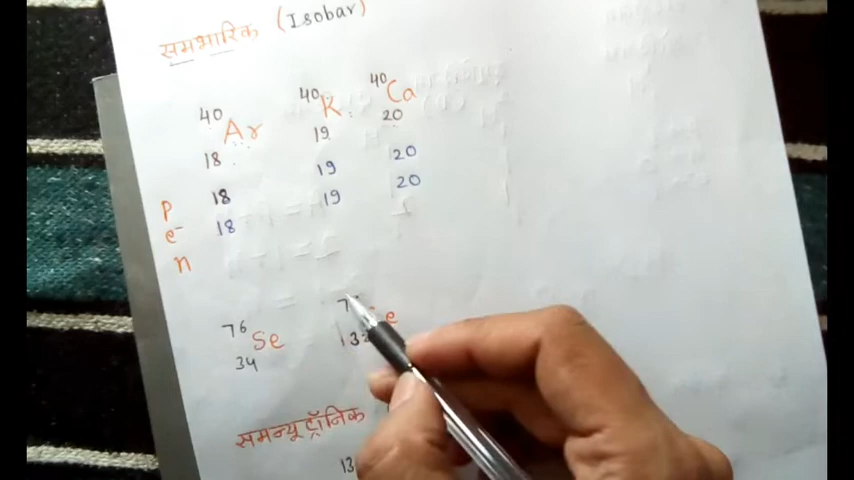 समभारिक (Isobar)
40 40 40
Ar K Ca
18 19 20
p 18 19 20
e⁻ 18 19 20
n
76
Se
34
समन्यूट्रॉनिक